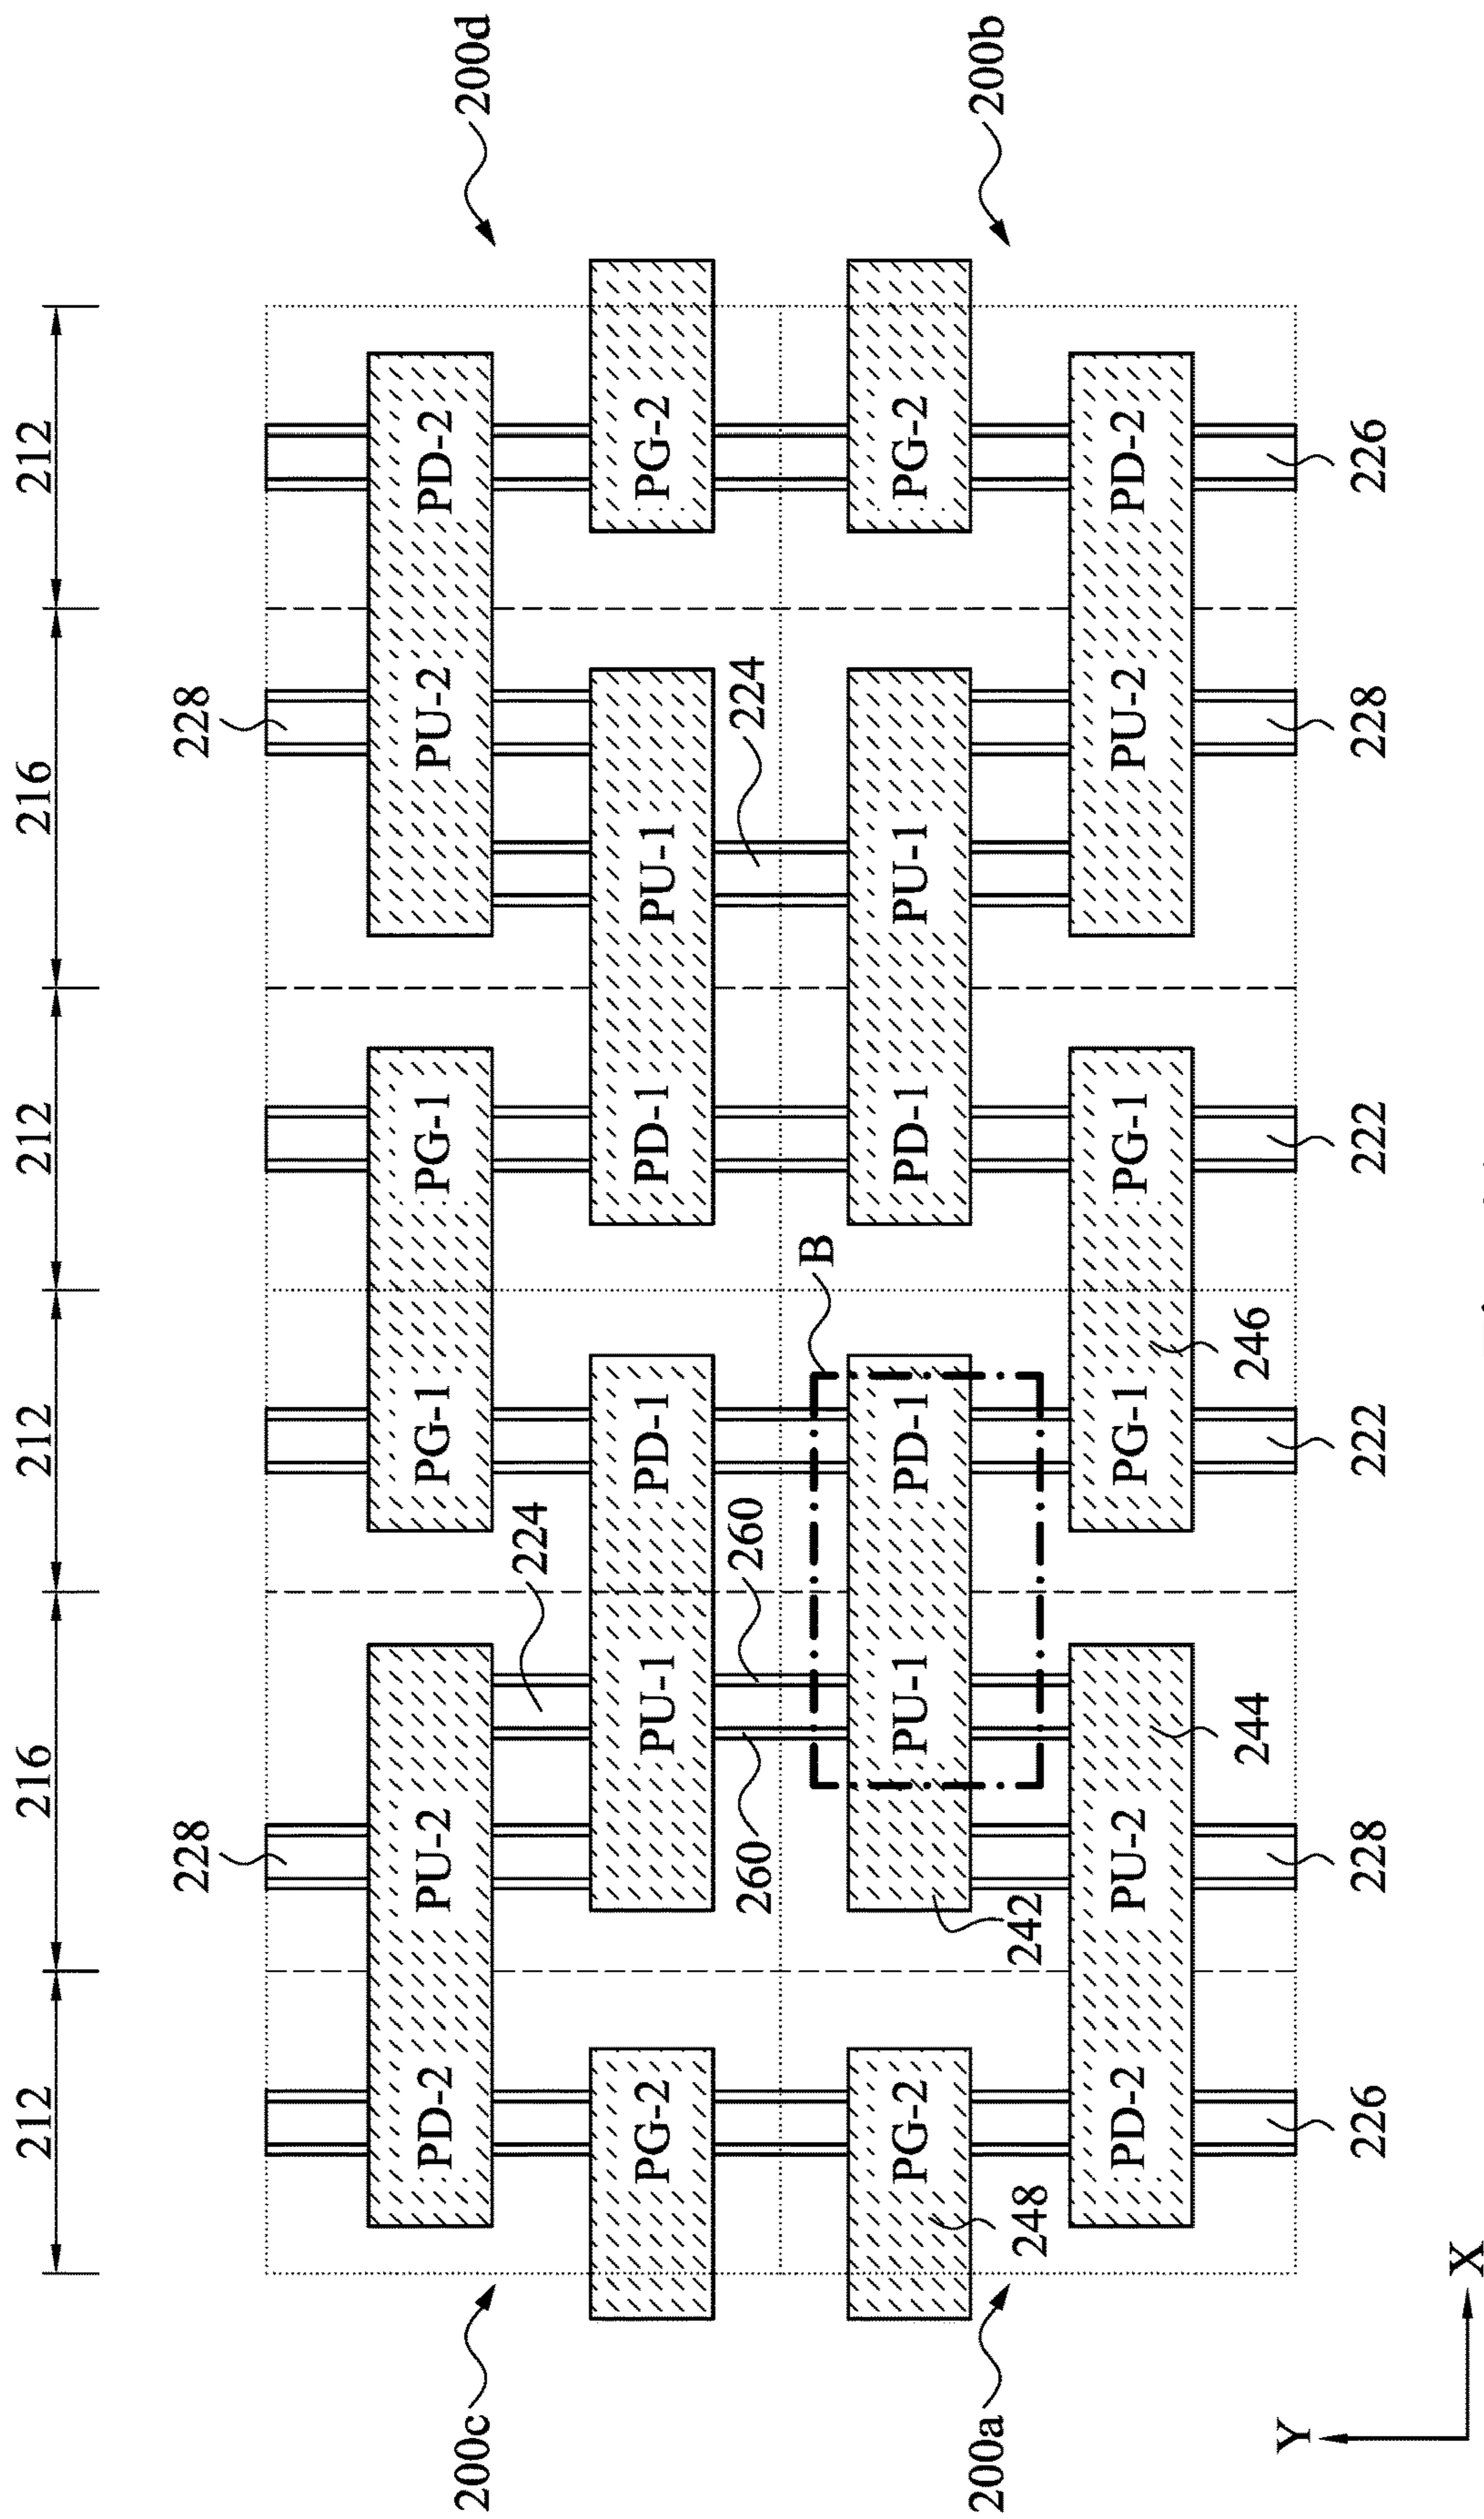 212 216 212 212 216 212
228 228
PD-2 PU-2 PG-1 PG-1 PU-2 PD-2
200c 200d
224
PG-2 PU-1 PD-1 PD-1 PU-1 PG-2
260 260 224
B
PG-2 PU-1 PD-1 PD-1 PU-1 PG-2
200a 200b
248 242
PD-2 PU-2 PG-1 PG-1 PU-2 PD-2
244 246
226 228 222 222 228 226
Y
X